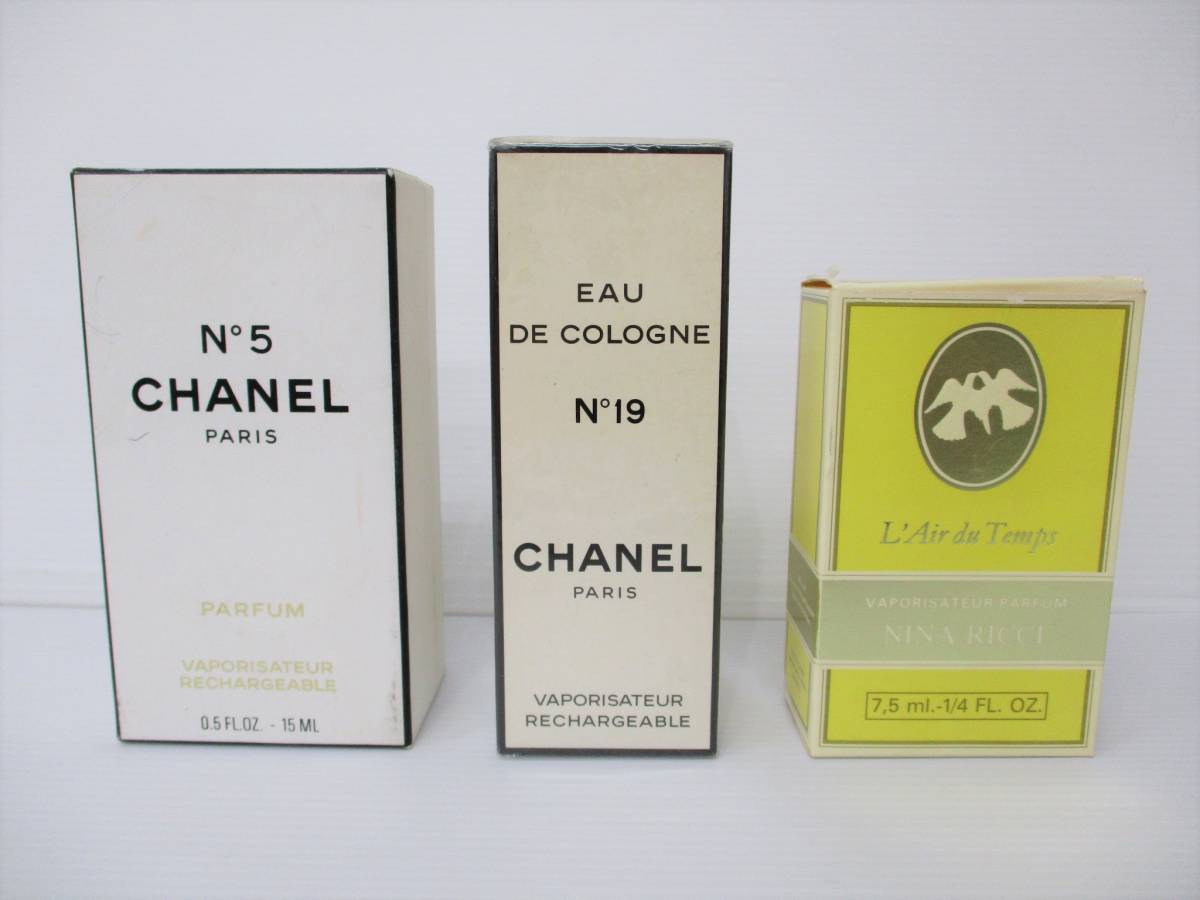 N°5
CHANEL
PARIS
PARFUM
VAPORISATEUR
RECHARGEABLE
0.5 FL.OZ. - 15 ML
EAU
DE COLOGNE
N°19
CHANEL
PARIS
VAPORISATEUR
RECHARGEABLE
L'Air du Temps
VAPORISATEUR PARFUM
NINA RICCI
7,5 ml.-1/4 FL. OZ.